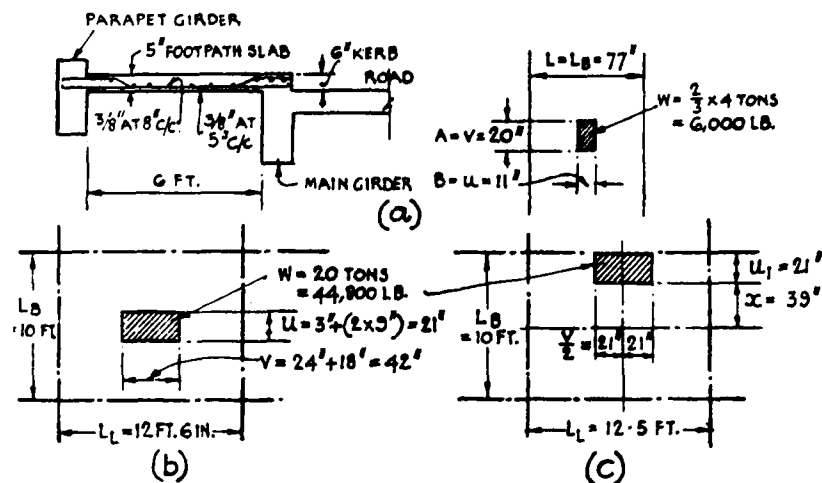 PARAPET GIRDER
5" FOOTPATH SLAB
6" KERB
ROAD
3/8" AT 8" C/C
3/8" AT
5" C/C
6 FT.
MAIN GIRDER
(a)
L = LB = 77"
W = 2/3 × 4 TONS
= 6,000 LB.
A = V = 20"
B = U = 11"
W = 20 TONS
= 44,800 LB.
LB
= 10 FT
U = 3" + (2×9") = 21"
V = 24" + 18" = 42"
LL = 12 FT. 6 IN.
(b)
U1 = 21"
x = 39"
LB
= 10 FT.
V/2
21" 21"
LL = 12·5 FT.
(c)